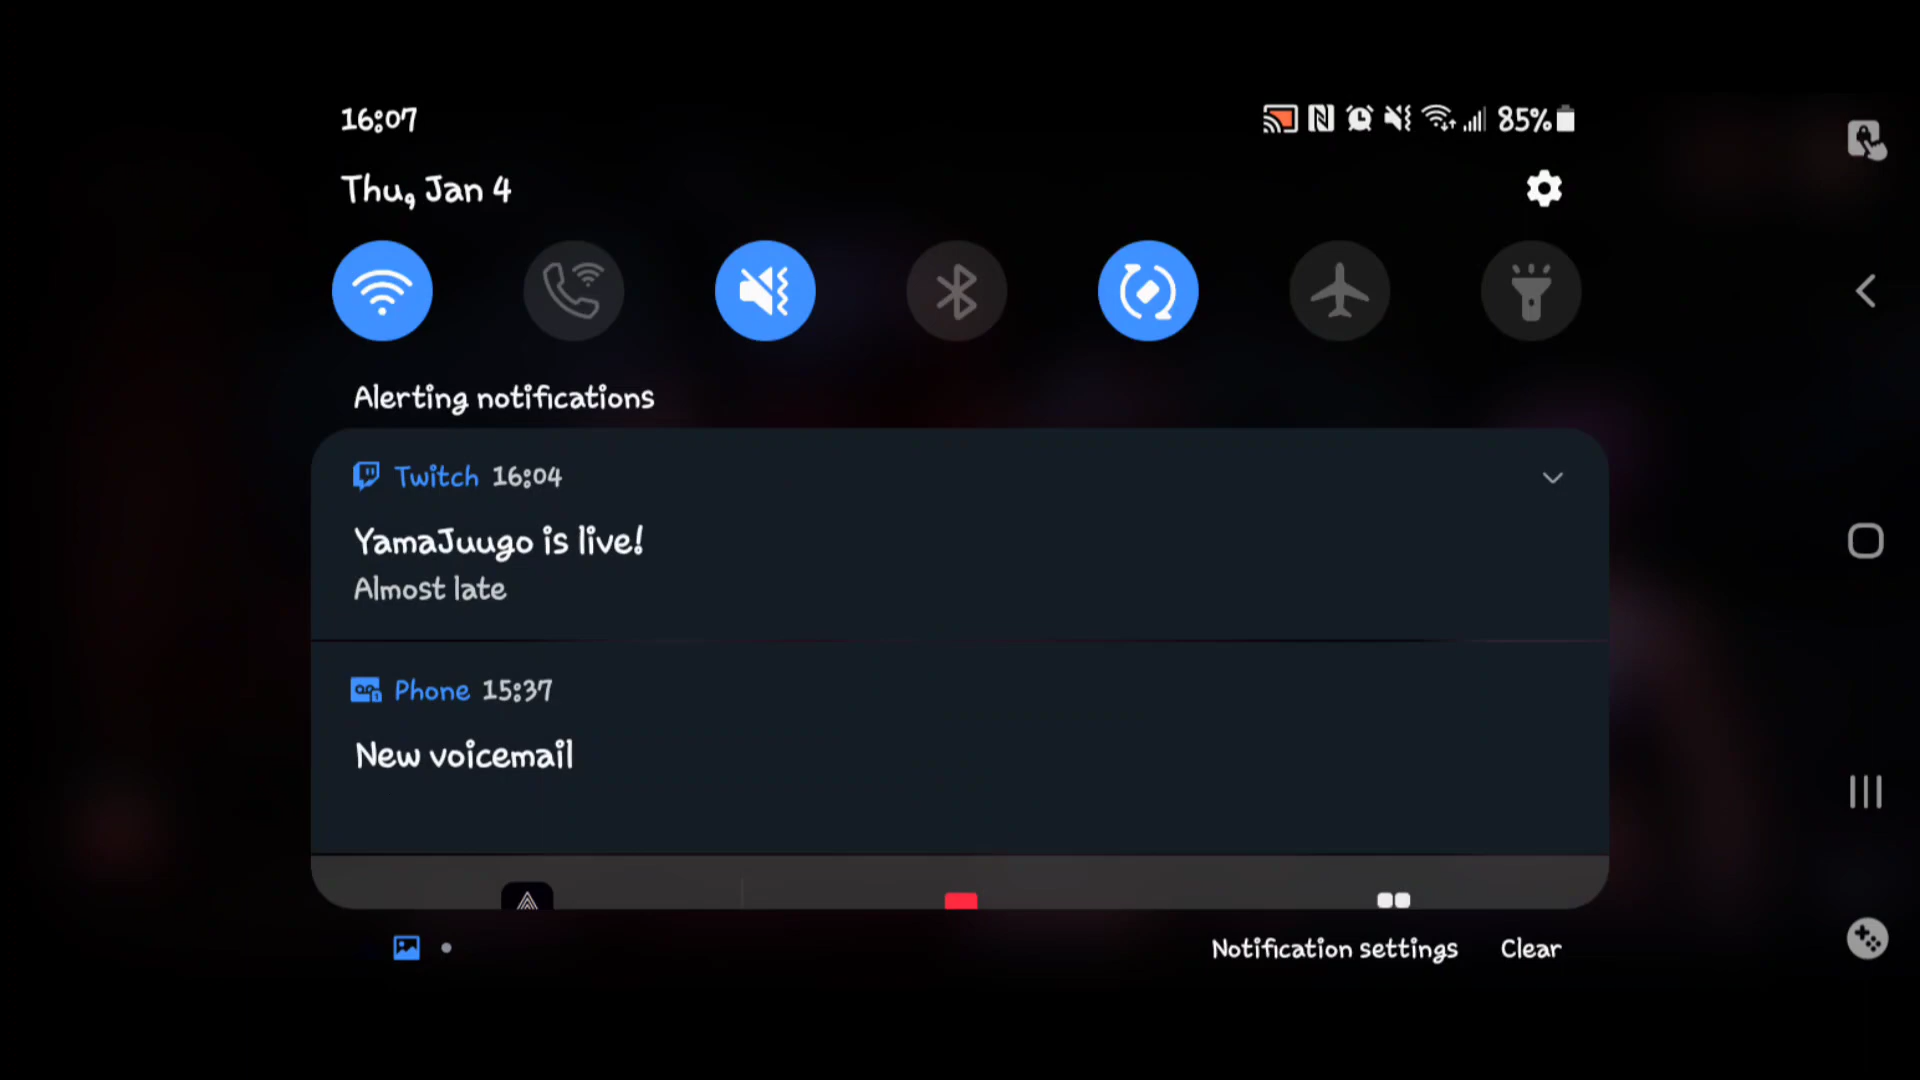 16:07
85%
Thu, Jan 4
Alerting notifications
Twitch 16:04
YamaJuugo is live!
Almost late
Phone 15:37
New voicemail
Notification settings
Clear